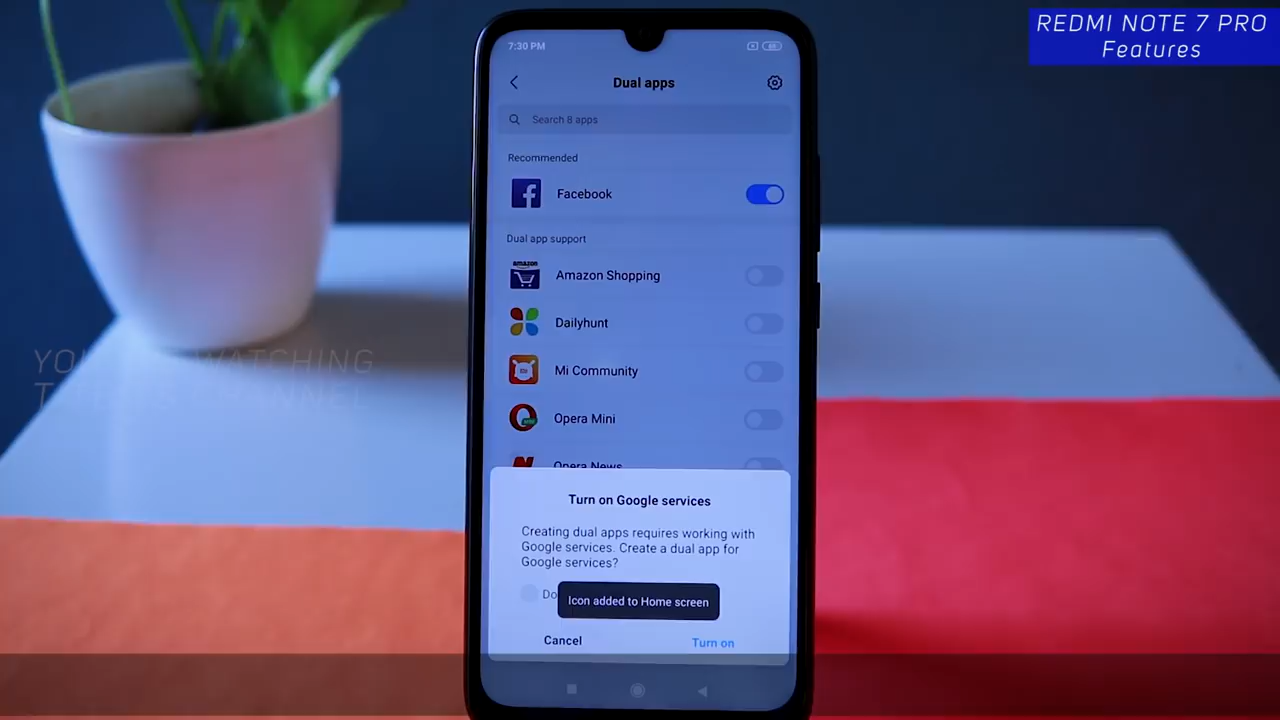 REDMI NOTE 7 PRO
Features
7:30 PM
Dual apps
Search 8 apps
Recommended
Facebook
Dual app support
amazon
Amazon Shopping
Dailyhunt
Mi Community
Opera Mini
Opera News
Turn on Google services
Creating dual apps requires working with
Google services. Create a dual app for
Google services?
Icon added to Home screen
Cancel
Turn on
WATCHING